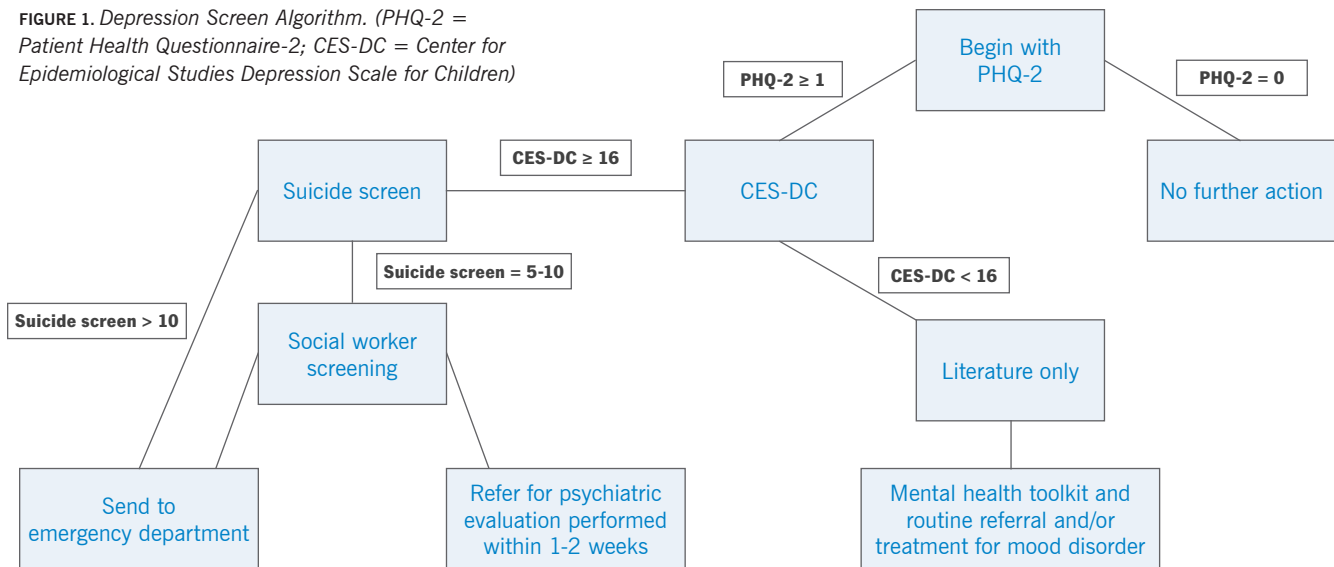 FIGURE 1. Depression Screen Algorithm. (PHQ-2 =
Patient Health Questionnaire-2; CES-DC = Center for
Epidemiological Studies Depression Scale for Children)
Begin with
PHQ-2
PHQ-2 ≥ 1
PHQ-2 = 0
CES-DC ≥ 16
Suicide screen
CES-DC
No further action
Suicide screen = 5-10
CES-DC < 16
Suicide screen > 10
Social worker
screening
Literature only
Send to
emergency department
Refer for psychiatric
evaluation performed
within 1-2 weeks
Mental health toolkit and
routine referral and/or
treatment for mood disorder